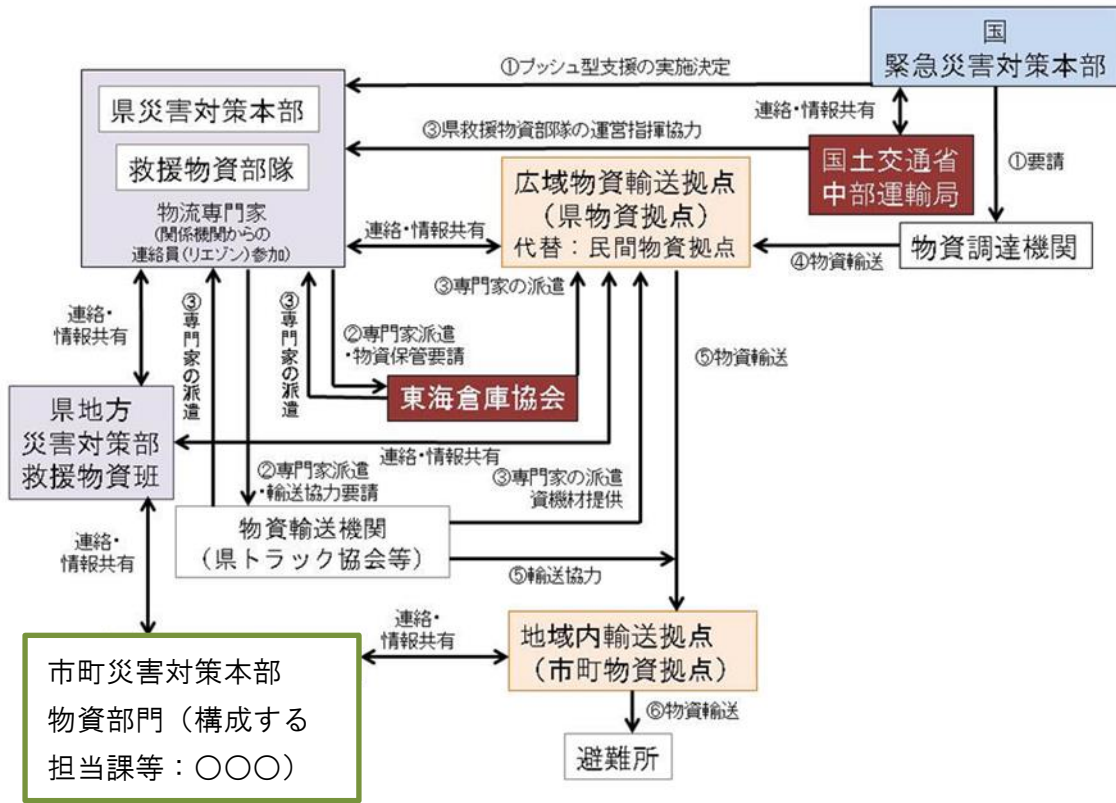 国
緊急災害対策本部
①プッシュ型支援の実施決定
県災害対策本部
連絡・情報共有
③県救援物資部隊の運営指揮協力
救援物資部隊
国土交通省
中部運輸局
①要請
広域物資輸送拠点
（県物資拠点）
代替：民間物資拠点
物流専門家
(関係機関からの
連絡員(リエゾン)参加)
連絡・情報共有
物資調達機関
④物資輸送
③専門家の派遣
連絡・
情報共有
③専門家の派遣
③専門家の派遣
②専門家派遣
・物資保管要請
⑤物資輸送
東海倉庫協会
県地方
災害対策部
救援物資班
連絡・情報共有
②専門家派遣
・輸送協力要請
③専門家の派遣
資機材提供
物資輸送機関
（県トラック協会等）
連絡・
情報共有
⑤輸送協力
連絡・
情報共有
地域内輸送拠点
（市町物資拠点）
市町災害対策本部
物資部門（構成する
担当課等：○○○）
⑥物資輸送
避難所